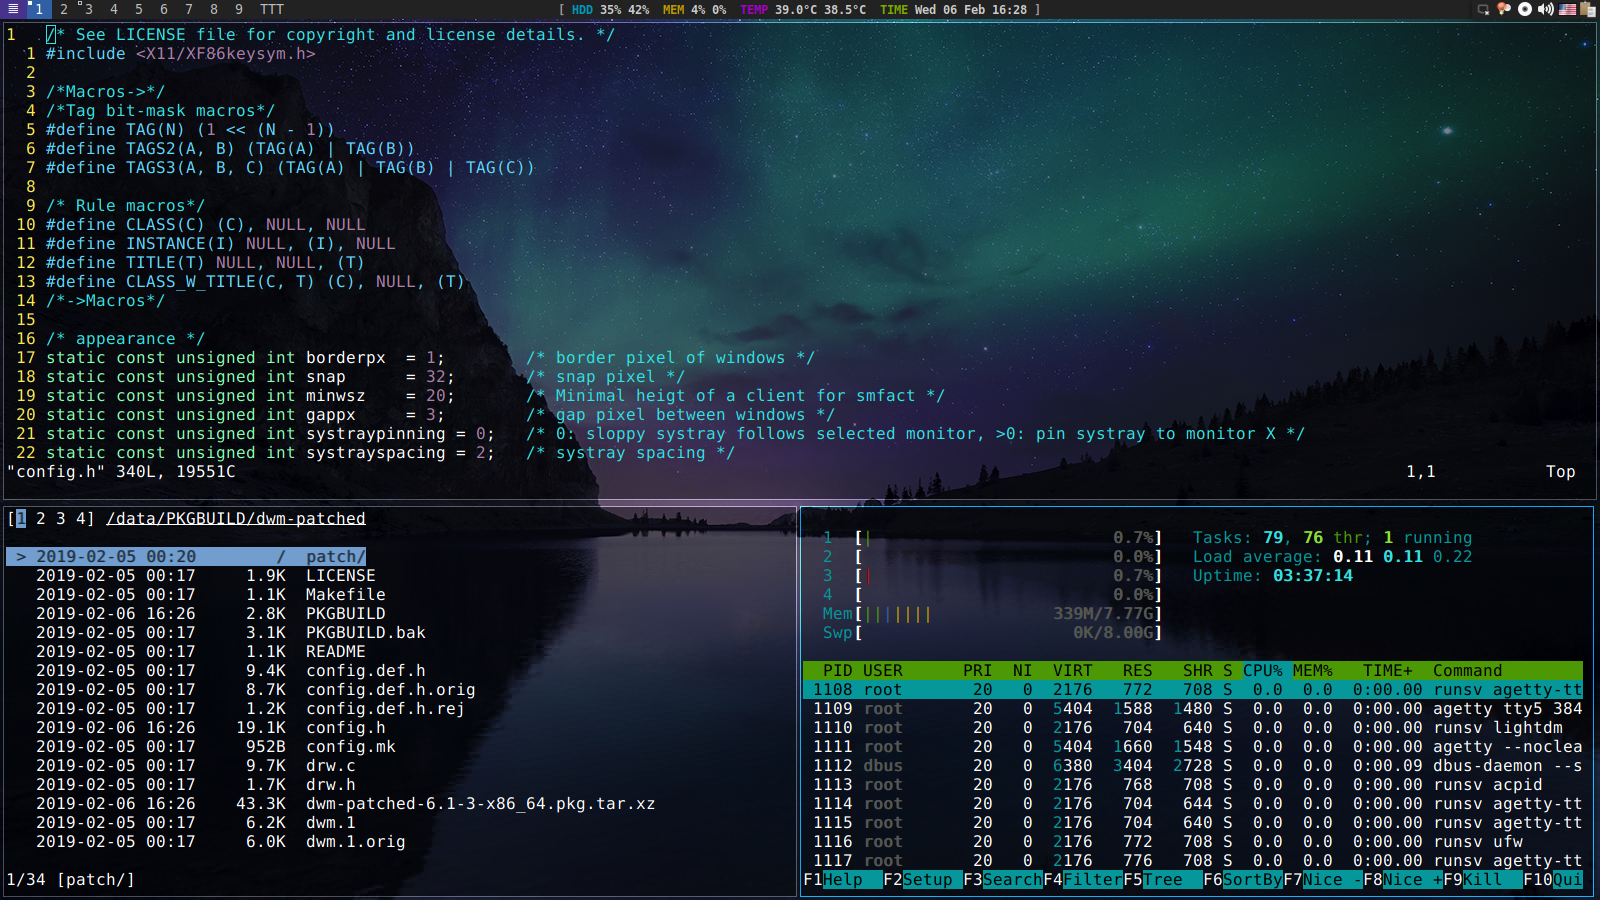 1 2 3 4 5 6 7 8 9 TTT [ HDD 35% 42% MEM 4% 0% TEMP 39.0°C 38.5°C TIME Wed 06 Feb 16:28 ]
1 /* See LICENSE file for copyright and license details. */
1 #include <X11/XF86keysym.h>
2
3 /*Macros->*/
4 /*Tag bit-mask macros*/
5 #define TAG(N) (1 << (N - 1))
6 #define TAGS2(A, B) (TAG(A) | TAG(B))
7 #define TAGS3(A, B, C) (TAG(A) | TAG(B) | TAG(C))
8
9 /* Rule macros*/
10 #define CLASS(C) (C), NULL, NULL
11 #define INSTANCE(I) NULL, (I), NULL
12 #define TITLE(T) NULL, NULL, (T)
13 #define CLASS_W_TITLE(C, T) (C), NULL, (T)
14 /*->Macros*/
15
16 /* appearance */
17 static const unsigned int borderpx  = 1;        /* border pixel of windows */
18 static const unsigned int snap      = 32;       /* snap pixel */
19 static const unsigned int minwsz    = 20;       /* Minimal heigt of a client for smfact */
20 static const unsigned int gappx     = 3;        /* gap pixel between windows */
21 static const unsigned int systraypinning = 0;   /* 0: sloppy systray follows selected monitor, >0: pin systray to monitor X */
22 static const unsigned int systrayspacing = 2;   /* systray spacing */
"config.h" 340L, 19551C 1,1 Top
[1 2 3 4] /data/PKGBUILD/dwm-patched
> 2019-02-05 00:20 / patch/
2019-02-05 00:17 1.9K LICENSE
2019-02-05 00:17 1.1K Makefile
2019-02-06 16:26 2.8K PKGBUILD
2019-02-05 00:17 3.1K PKGBUILD.bak
2019-02-05 00:17 1.1K README
2019-02-05 00:17 9.4K config.def.h
2019-02-05 00:17 8.7K config.def.h.orig
2019-02-05 00:17 1.2K config.def.h.rej
2019-02-06 16:26 19.1K config.h
2019-02-05 00:17 952B config.mk
2019-02-05 00:17 9.7K drw.c
2019-02-05 00:17 1.7K drw.h
2019-02-06 16:26 43.3K dwm-patched-6.1-3-x86_64.pkg.tar.xz
2019-02-05 00:17 6.2K dwm.1
2019-02-05 00:17 6.0K dwm.1.orig
1/34 [patch/]
1 [| 0.7%] Tasks: 79, 76 thr; 1 running
2 [ 0.0%] Load average: 0.11 0.11 0.22
3 [| 0.7%] Uptime: 03:37:14
4 [ 0.0%]
Mem[||||||| 339M/7.77G]
Swp[ 0K/8.00G]
PID USER PRI NI VIRT RES SHR S CPU% MEM% TIME+ Command
1108 root 20 0 2176 772 708 S 0.0 0.0 0:00.00 runsv agetty-tt
1109 root 20 0 5404 1588 1480 S 0.0 0.0 0:00.00 agetty tty5 384
1110 root 20 0 2176 704 640 S 0.0 0.0 0:00.00 runsv lightdm
1111 root 20 0 5404 1660 1548 S 0.0 0.0 0:00.00 agetty --noclea
1112 dbus 20 0 6380 3404 2728 S 0.0 0.0 0:00.09 dbus-daemon --s
1113 root 20 0 2176 768 708 S 0.0 0.0 0:00.00 runsv acpid
1114 root 20 0 2176 704 644 S 0.0 0.0 0:00.00 runsv agetty-tt
1115 root 20 0 2176 704 640 S 0.0 0.0 0:00.00 runsv agetty-tt
1116 root 20 0 2176 772 708 S 0.0 0.0 0:00.00 runsv ufw
1117 root 20 0 2176 776 708 S 0.0 0.0 0:00.00 runsv agetty-tt
F1Help F2Setup F3SearchF4FilterF5Tree F6SortByF7Nice -F8Nice +F9Kill F10Qui